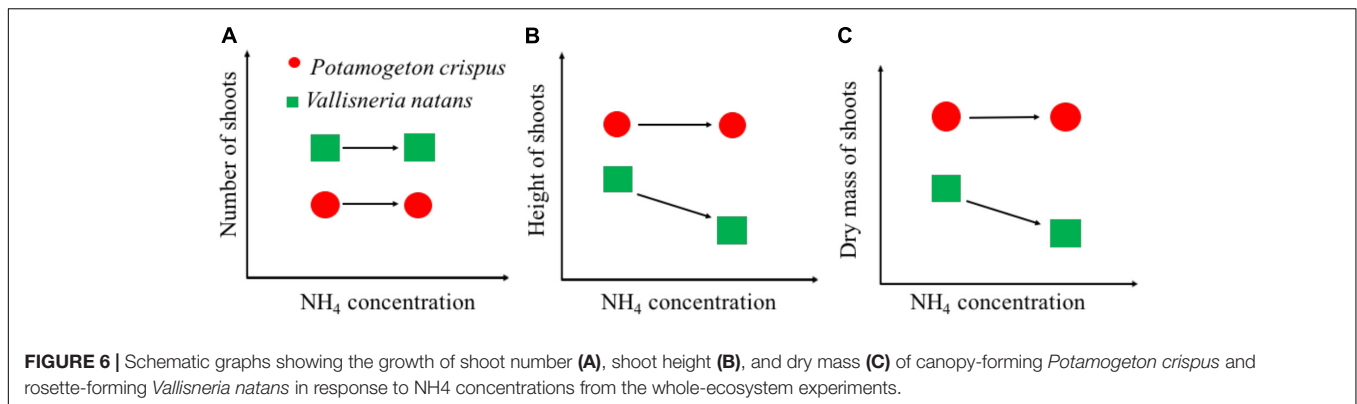 A
Number of shoots
Potamogeton crispus
Vallisneria natans
NH₄ concentration
B
Height of shoots
NH₄ concentration
C
Dry mass of shoots
NH₄ concentration
FIGURE 6 | Schematic graphs showing the growth of shoot number (A), shoot height (B), and dry mass (C) of canopy-forming Potamogeton crispus and
rosette-forming Vallisneria natans in response to NH4 concentrations from the whole-ecosystem experiments.